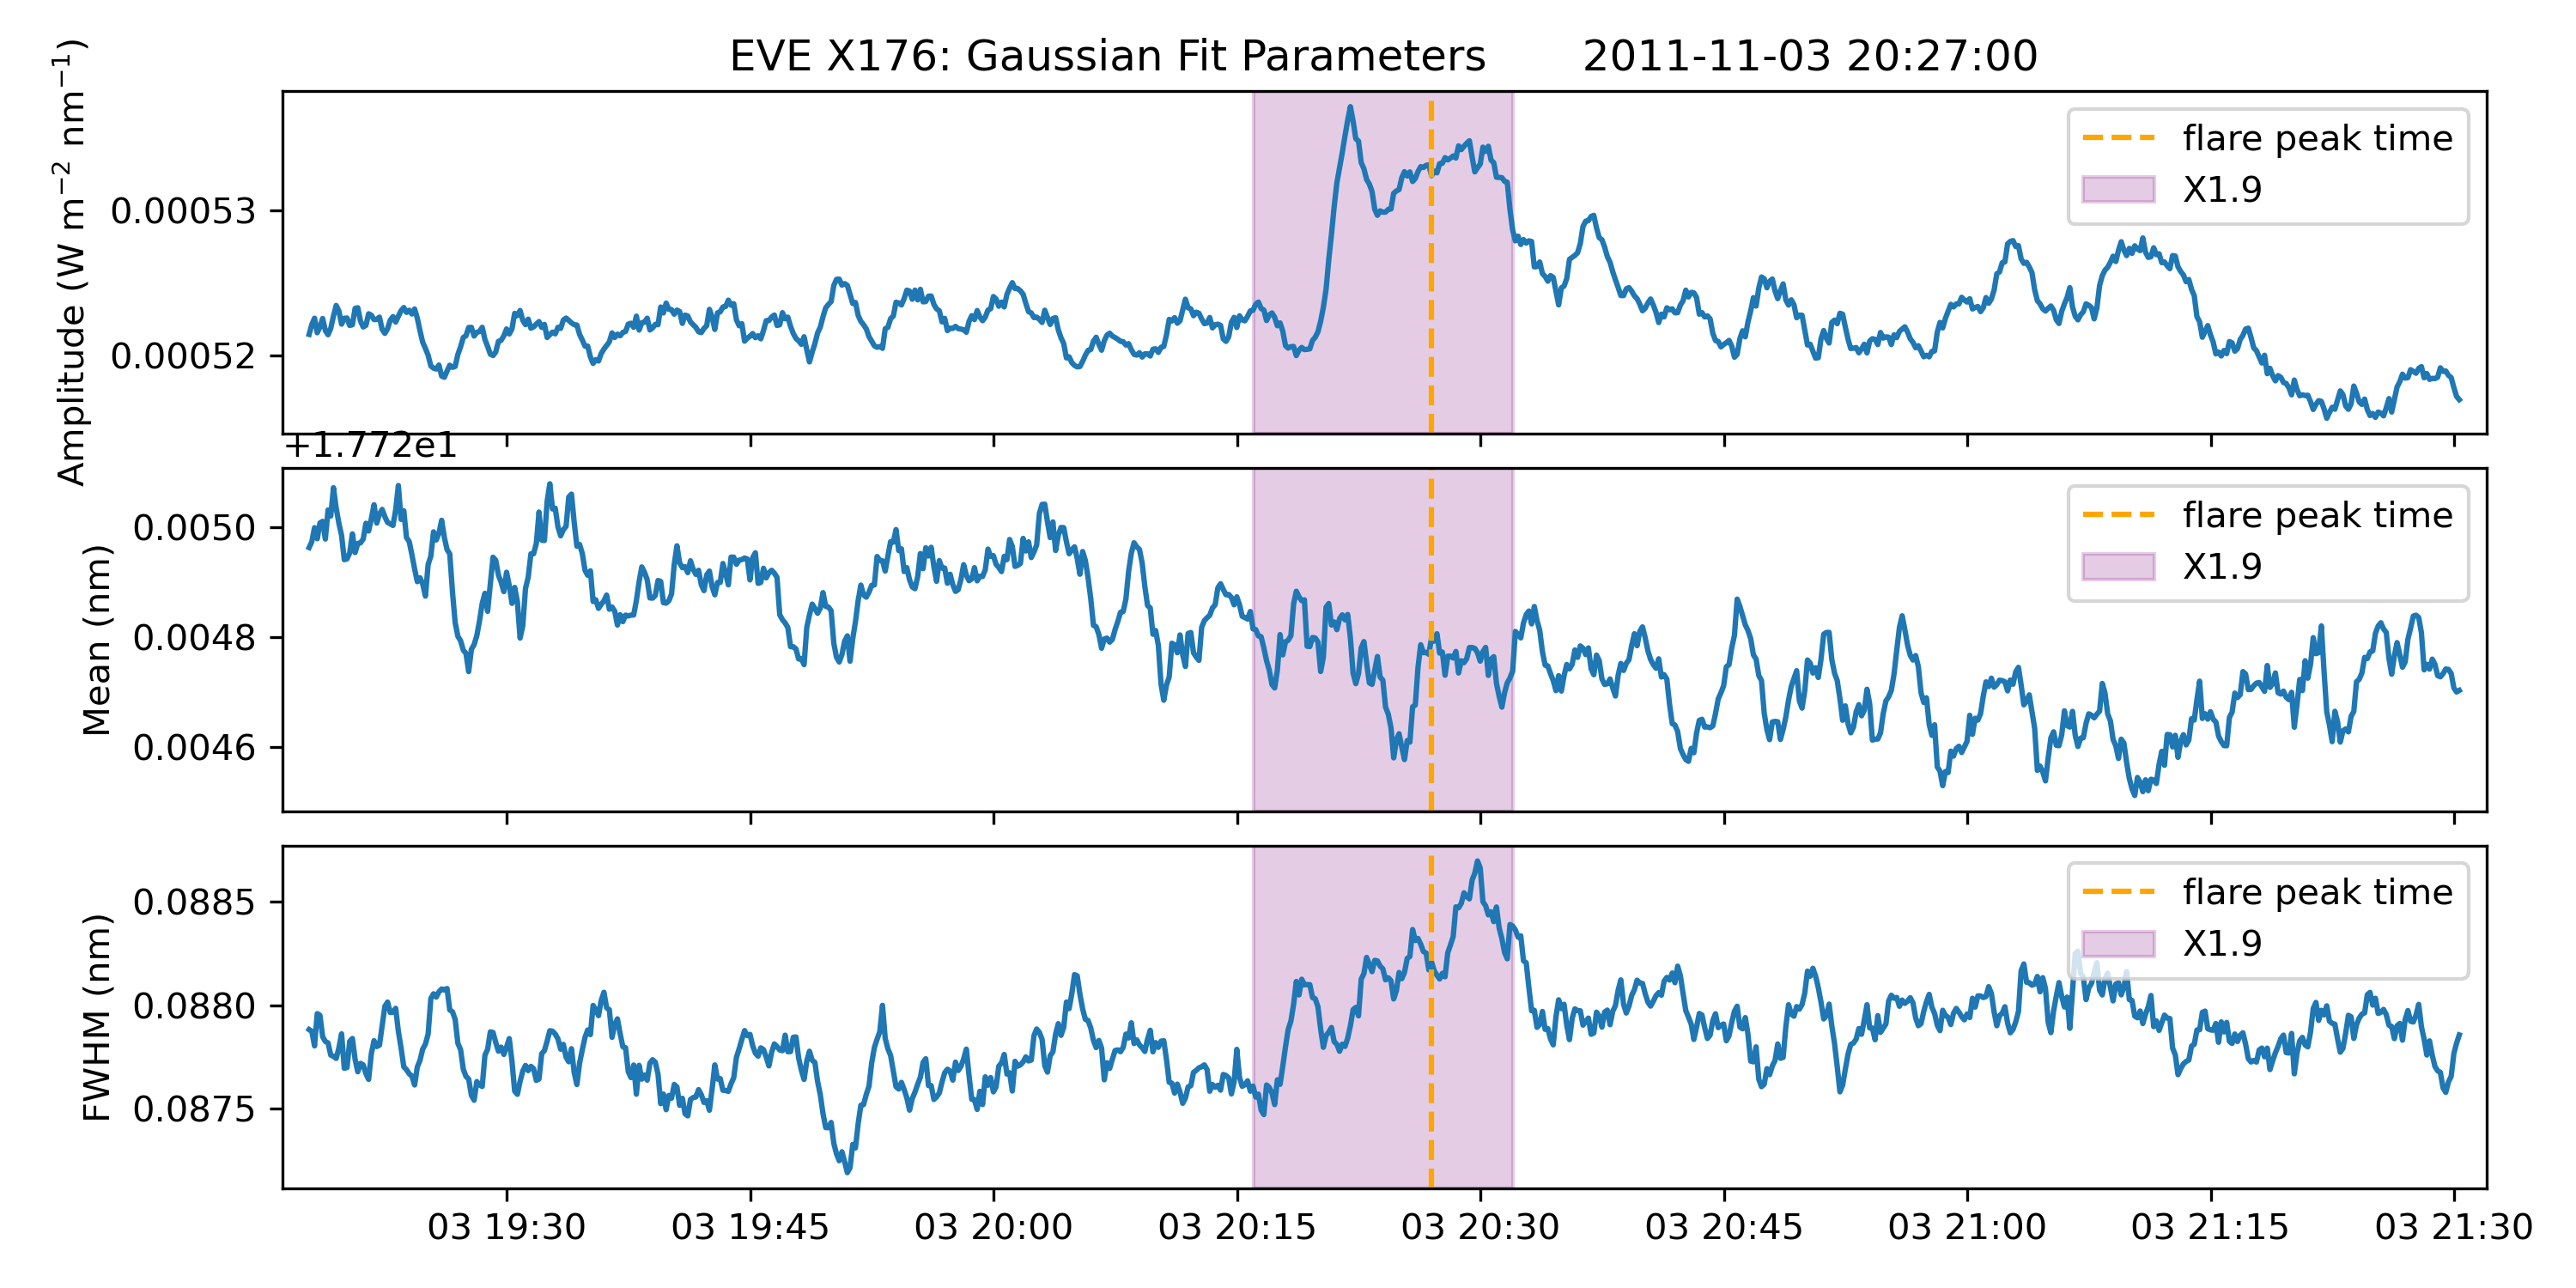 EVE X176: Gaussian Fit Parameters 2011-11-03 20:27:00
Amplitude (W m⁻² nm⁻¹)
0.00053
0.00052
flare peak time
X1.9
+1.772e1
Mean (nm)
0.0050
0.0048
0.0046
flare peak time
X1.9
FWHM (nm)
0.0885
0.0880
0.0875
flare peak time
X1.9
03 19:30 03 19:45 03 20:00 03 20:15 03 20:30 03 20:45 03 21:00 03 21:15 03 21:30